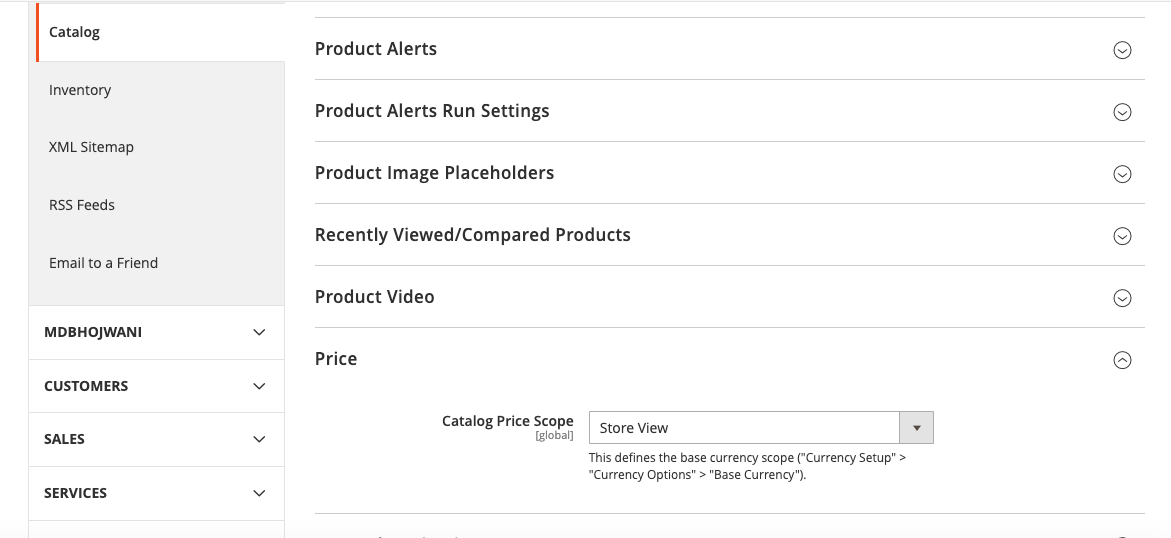 Catalog
Inventory
XML Sitemap
RSS Feeds
Email to a Friend
MDBHOJWANI
CUSTOMERS
SALES
SERVICES
Product Alerts
Product Alerts Run Settings
Product Image Placeholders
Recently Viewed/Compared Products
Product Video
Price
Catalog Price Scope
[global]
Store View
This defines the base currency scope ("Currency Setup" >
"Currency Options" > "Base Currency").